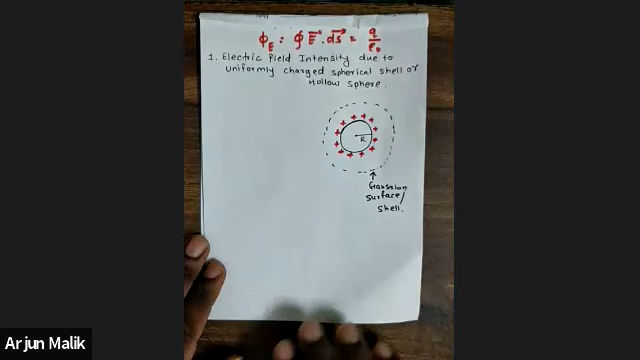 ϕE = ∮ E⃗ . ds⃗ = q/ε0
1. Electric field Intensity due to
uniformly charged spherical shell or
Hollow sphere.
R
Gaussian
surface/
shell.
Arjun Malik